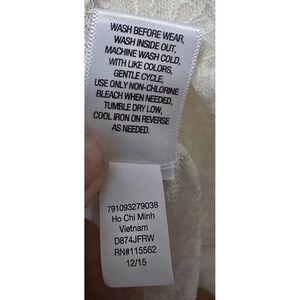 WASH BEFORE WEAR,
WASH INSIDE OUT,
MACHINE WASH COLD,
WITH LIKE COLORS,
GENTLE CYCLE,
USE ONLY NON-CHLORINE
BLEACH WHEN NEEDED,
TUMBLE DRY LOW,
COOL IRON ON REVERSE
AS NEEDED.
791093279038
Ho Chi Minh
Vietnam
D874JFRW
RN#115562
12/15